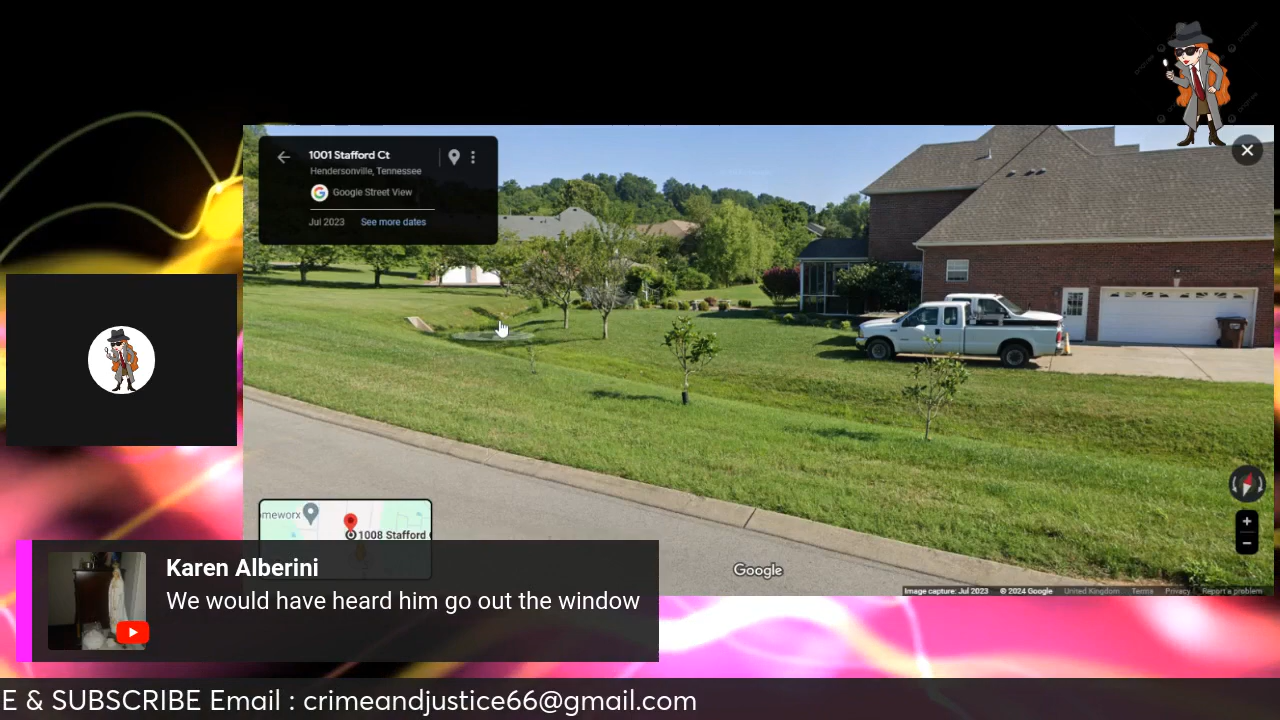 1001 Stafford Ct
Hendersonville, Tennessee
Google Street View
Jul 2023 See more dates
meworx
1008 Stafford
Google
Image capture: Jul 2023 © 2024 Google United Kingdom Terms Privacy Report a problem
Karen Alberini
We would have heard him go out the window
E & SUBSCRIBE Email : crimeandjustice66@gmail.com